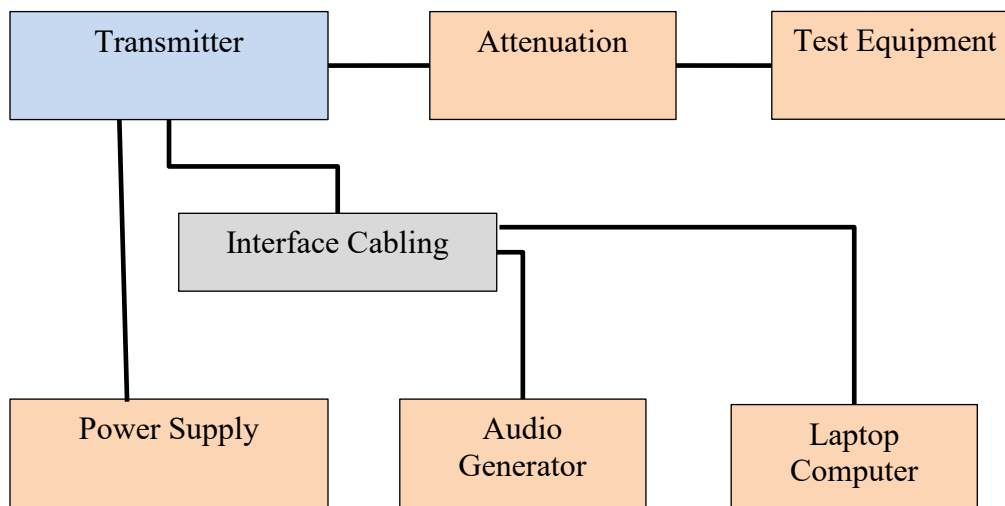 Transmitter
Attenuation
Test Equipment
Interface Cabling
Power Supply
Audio
Generator
Laptop
Computer